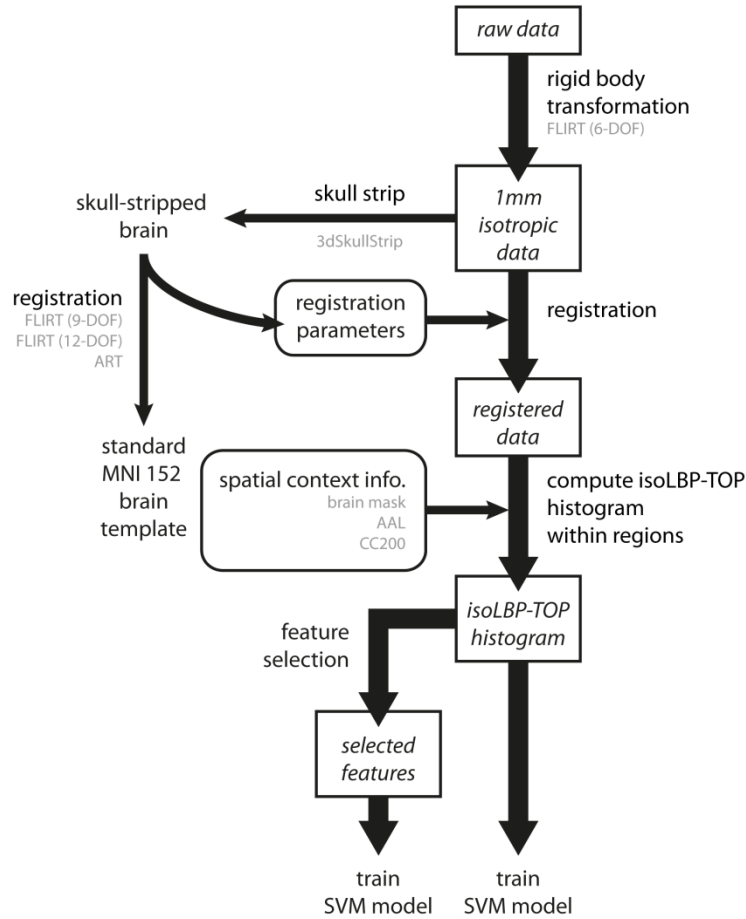 raw data
rigid body
transformation
FLIRT (6-DOF)
1mm
isotropic
data
skull strip
3dSkullStrip
skull-stripped
brain
registration
FLIRT (9-DOF)
FLIRT (12-DOF)
ART
registration
parameters
registration
registered
data
standard
MNI 152
brain
template
spatial context info.
brain mask
AAL
CC200
compute isoLBP-TOP
histogram
within regions
isoLBP-TOP
histogram
feature
selection
selected
features
train
SVM model
train
SVM model